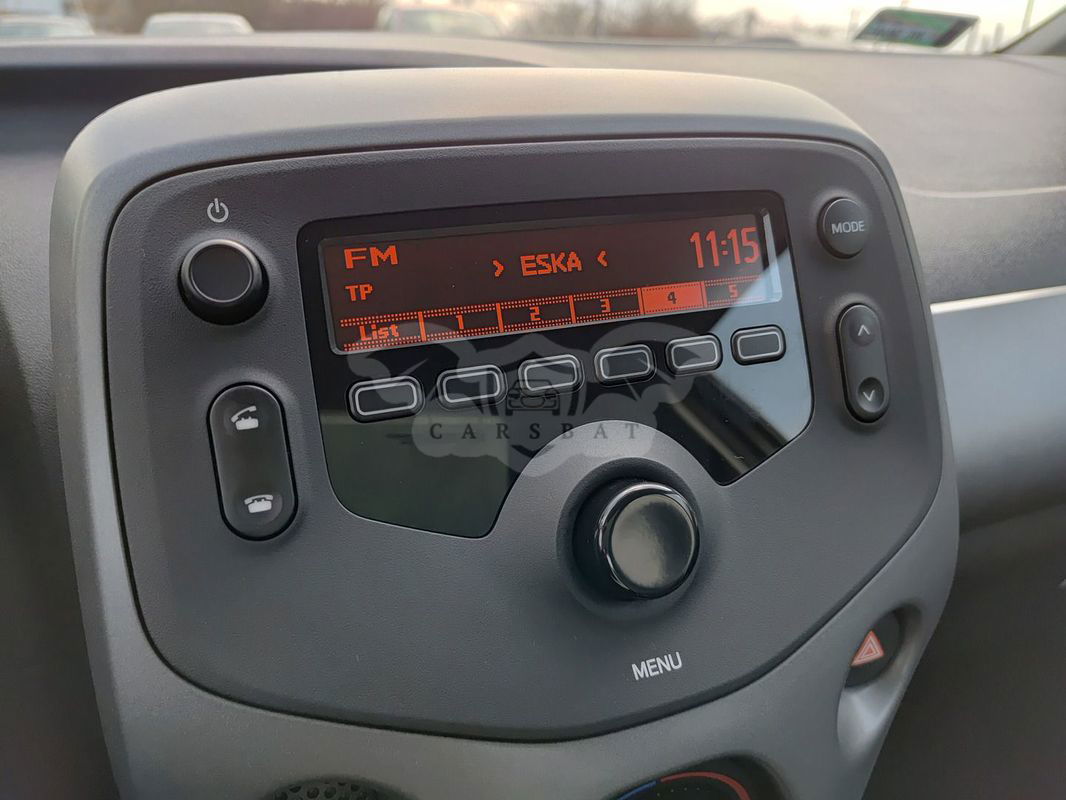 FM
> ESKA <
11:15
TP
List 1 2 3 4 5
MODE
CARSBAT
MENU